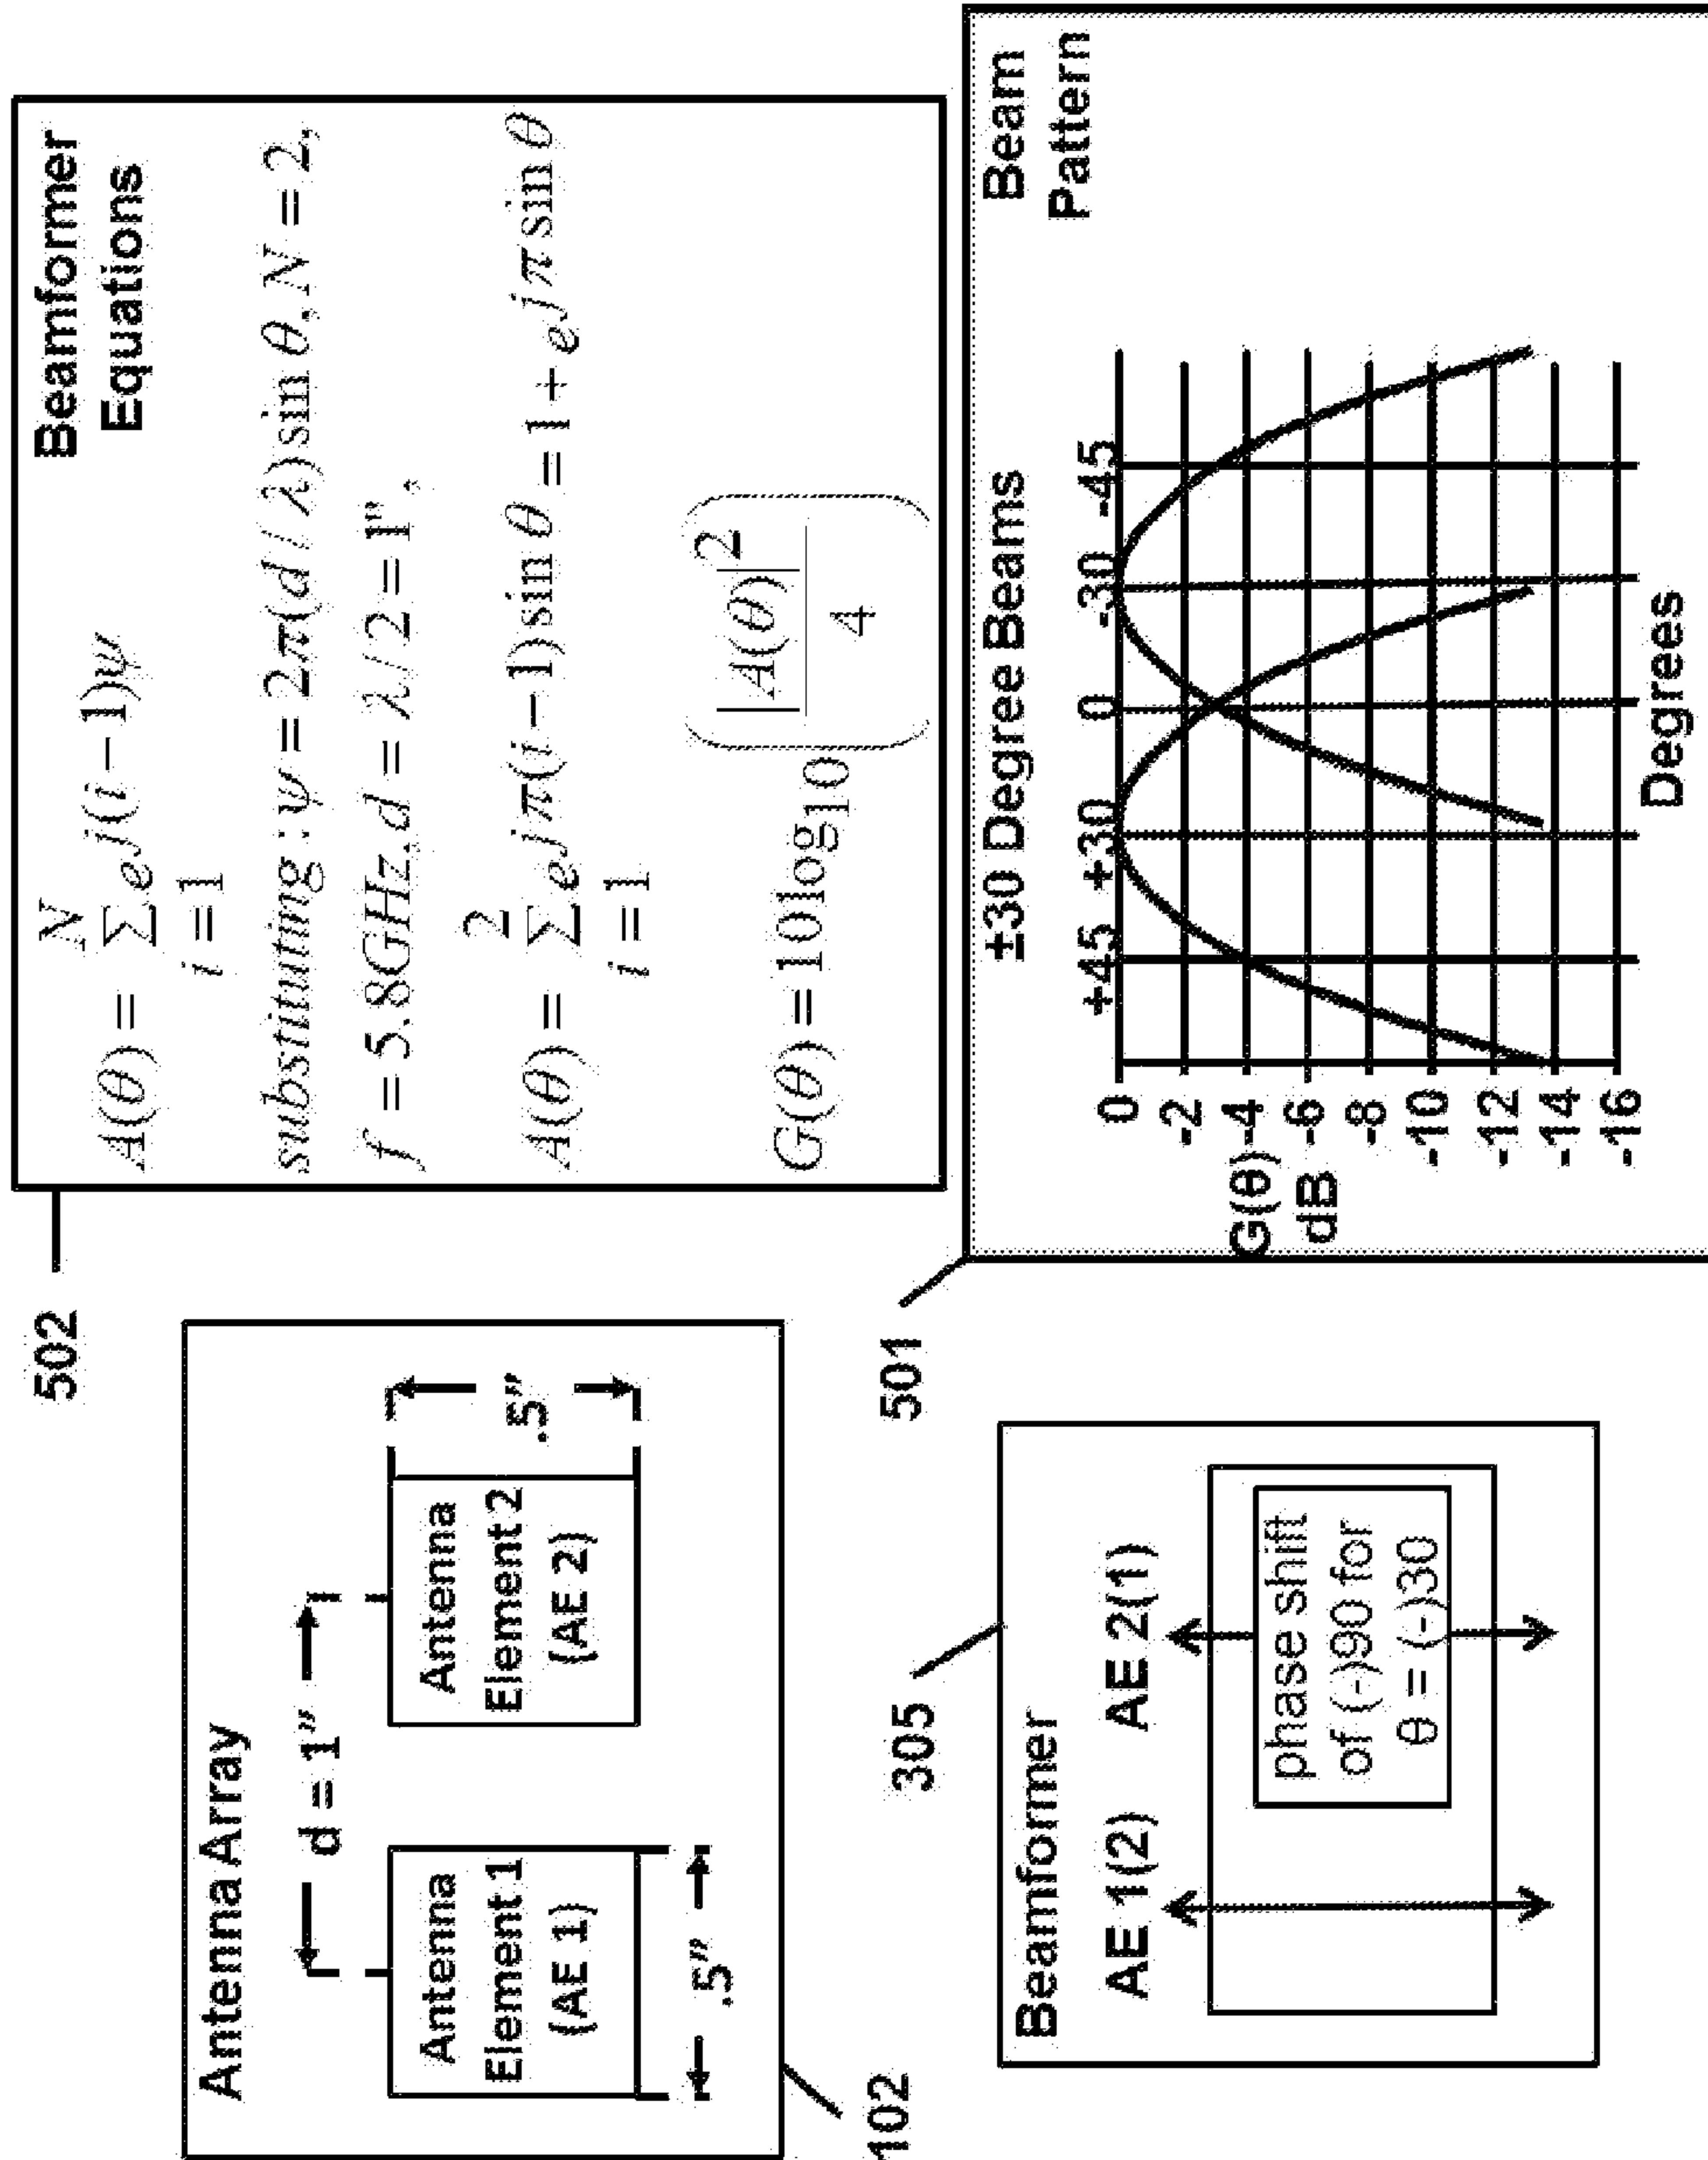 Antenna Array
d = 1"
Antenna
Element 1
(AE 1)
Antenna
Element 2
(AE 2)
.5"
.5"
102
502
Beamformer
Equations
A(θ) = N Σ i=1 e j(i−1)ψ
substituting: ψ = 2π(d/λ)sin θ, N = 2,
f = 5.8GHz, d = λ/2 = 1",
A(θ) = 2 Σ i=1 e jπ(i−1)sin θ = 1 + e jπ sin θ
G(θ) = 10log10 (|A(θ)|2 / 4)
305
Beamformer
AE 1(2) AE 2(1)
phase shift
of (-)90 for
θ = (-)30
501
Beam
Pattern
±30 Degree Beams
+45 +30 0 -30 -45
0
-2
G(θ) -4
dB -6
-8
-10
-12
-14
-16
Degrees